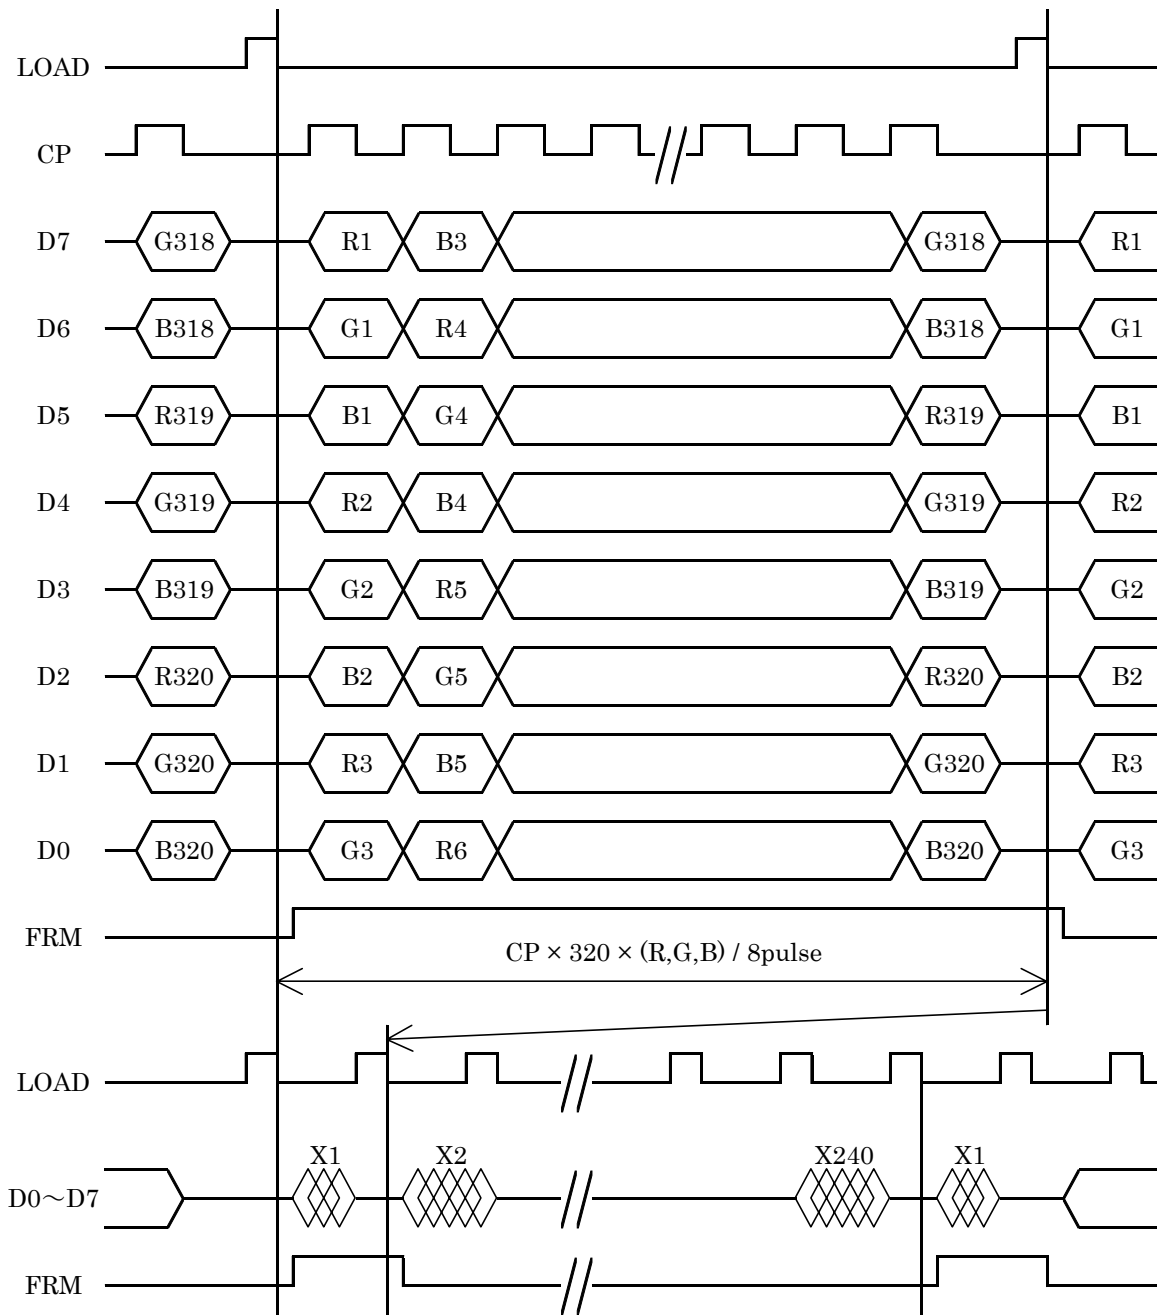 LOAD
CP
D7 G318 R1 B3 G318 R1
D6 B318 G1 R4 B318 G1
D5 R319 B1 G4 R319 B1
D4 G319 R2 B4 G319 R2
D3 B319 G2 R5 B319 G2
D2 R320 B2 G5 R320 B2
D1 G320 R3 B5 G320 R3
D0 B320 G3 R6 B320 G3
FRM
CP × 320 × (R,G,B) / 8pulse
LOAD
X1 X2 X240 X1
D0～D7
FRM